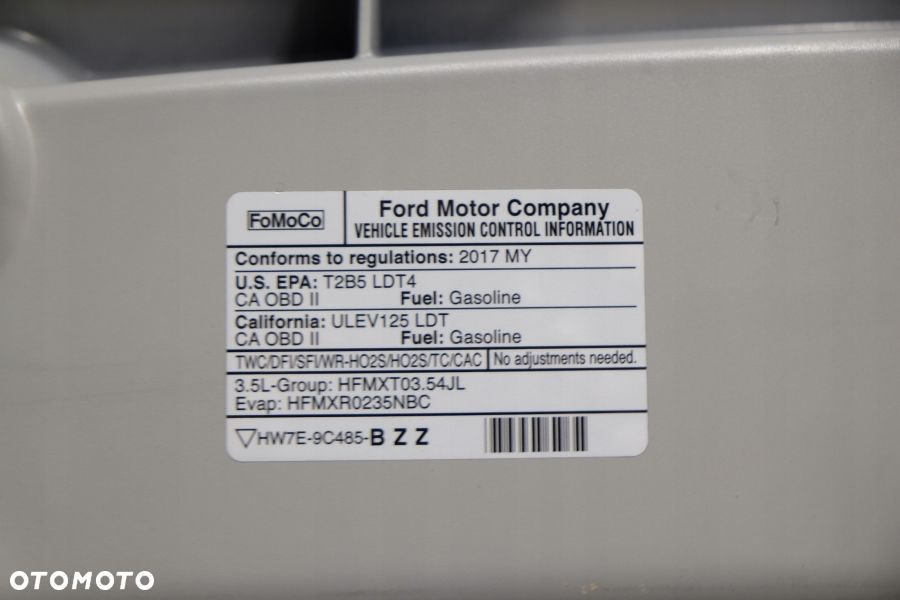 FoMoCo
Ford Motor Company
VEHICLE EMISSION CONTROL INFORMATION
Conforms to regulations: 2017 MY
U.S. EPA: T2B5 LDT4
CA OBD II Fuel: Gasoline
California: ULEV125 LDT
CA OBD II Fuel: Gasoline
TWC/DFI/SFI/WR-HO2S/HO2S/TC/CAC No adjustments needed.
3.5L-Group: HFMXT03.54JL
Evap: HFMXR0235NBC
▽HW7E-9C485-BZZ
OTOMOTO